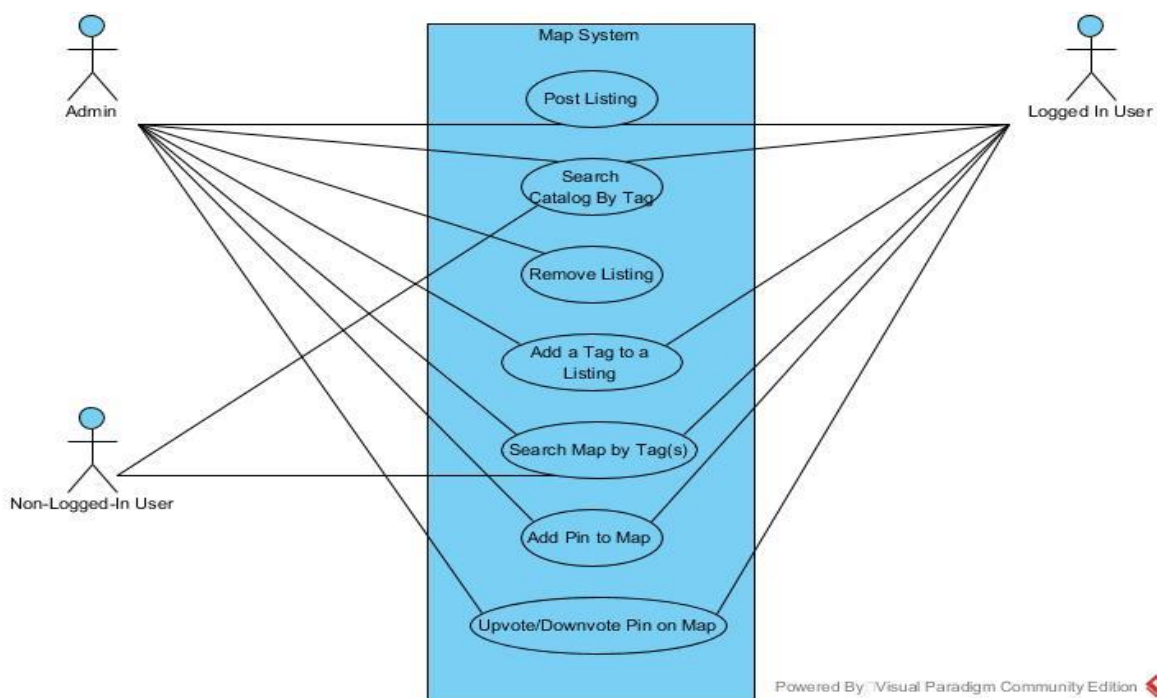 Map System
Admin
Logged In User
Post Listing
Search
Catalog By Tag
Remove Listing
Add a Tag to a
Listing
Search Map by Tag(s)
Non-Logged-In User
Add Pin to Map
Upvote/Downvote Pin on Map
Powered By Visual Paradigm Community Edition